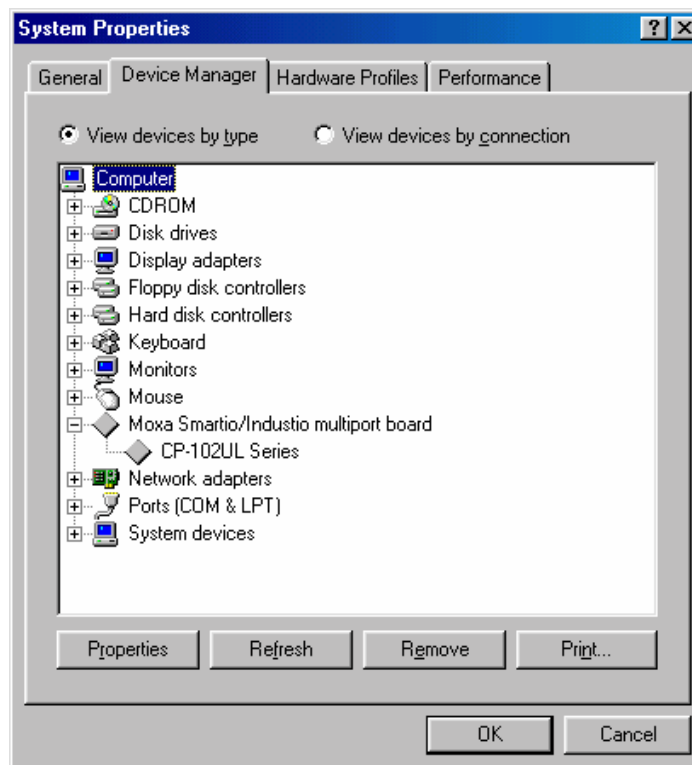 System Properties
General Device Manager Hardware Profiles Performance
View devices by type View devices by connection
Computer
CDROM
Disk drives
Display adapters
Floppy disk controllers
Hard disk controllers
Keyboard
Monitors
Mouse
Moxa Smartio/Industio multiport board
CP-102UL Series
Network adapters
Ports (COM & LPT)
System devices
Properties Refresh Remove Print...
OK Cancel